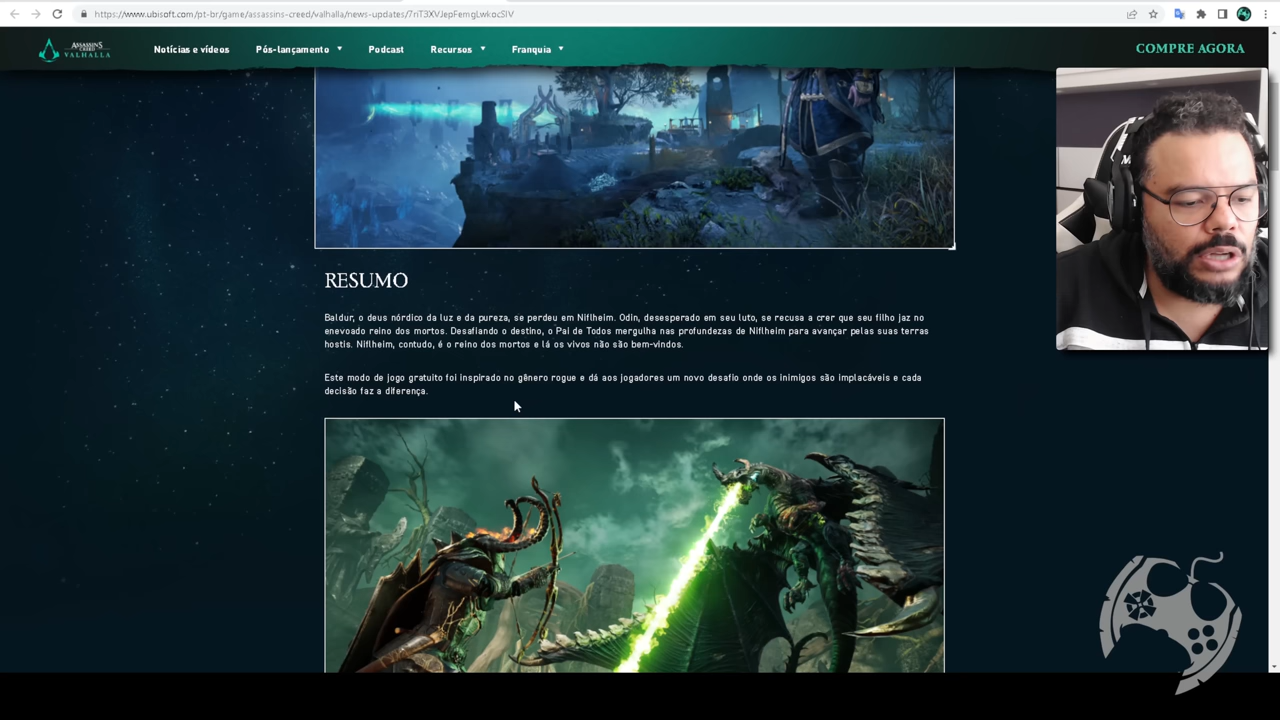 https://www.ubisoft.com/pt-br/game/assassins-creed/valhalla/news-updates/7riT3XVJepFemgLwkocSIV
ASSASSIN'S CREED
VALHALLA
Notícias e vídeos
Pós-lançamento
Podcast
Recursos
Franquia
COMPRE AGORA
RESUMO
Baldur, o deus nórdico da luz e da pureza, se perdeu em Niflheim. Odin, desesperado em seu luto, se recusa a crer que seu filho jaz no
enevoado reino dos mortos. Desafiando o destino, o Pai de Todos mergulha nas profundezas de Niflheim para avançar pelas suas terras
hostis. Niflheim, contudo, é o reino dos mortos e lá os vivos não são bem-vindos.
Este modo de jogo gratuito foi inspirado no gênero rogue e dá aos jogadores um novo desafio onde os inimigos são implacáveis e cada
decisão faz a diferença.